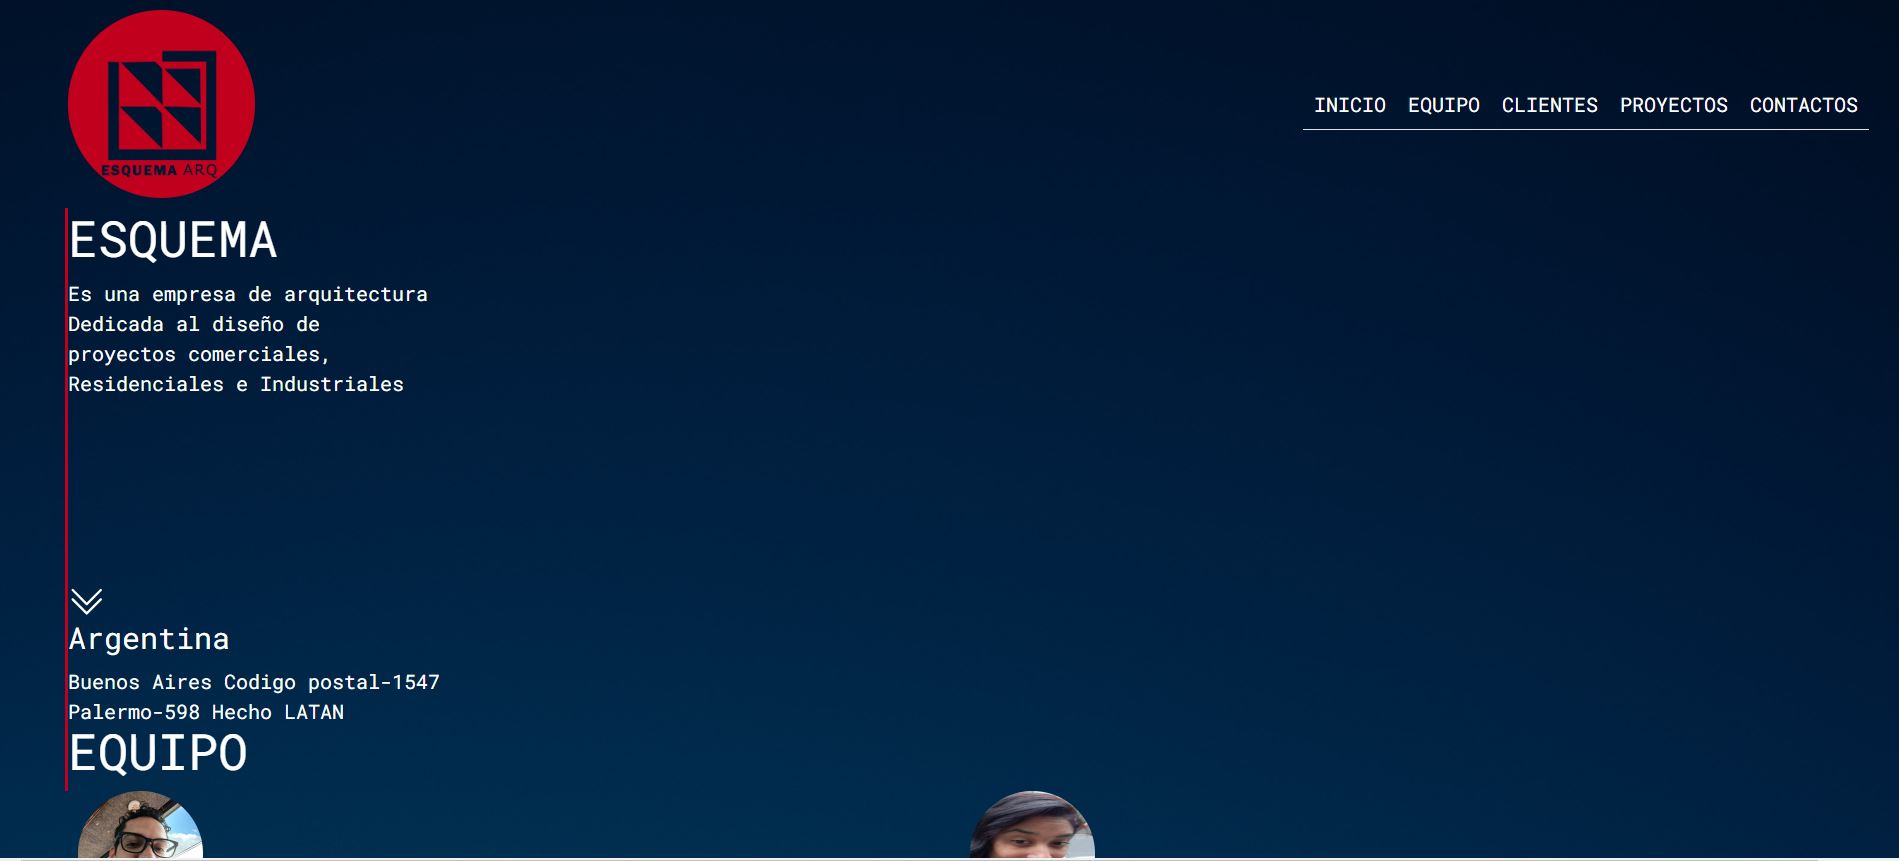 ESQUEMA ARQ
INICIO EQUIPO CLIENTES PROYECTOS CONTACTOS
ESQUEMA
Es una empresa de arquitectura
Dedicada al diseño de
proyectos comerciales,
Residenciales e Industriales
Argentina
Buenos Aires Codigo postal-1547
Palermo-598 Hecho LATAN
EQUIPO